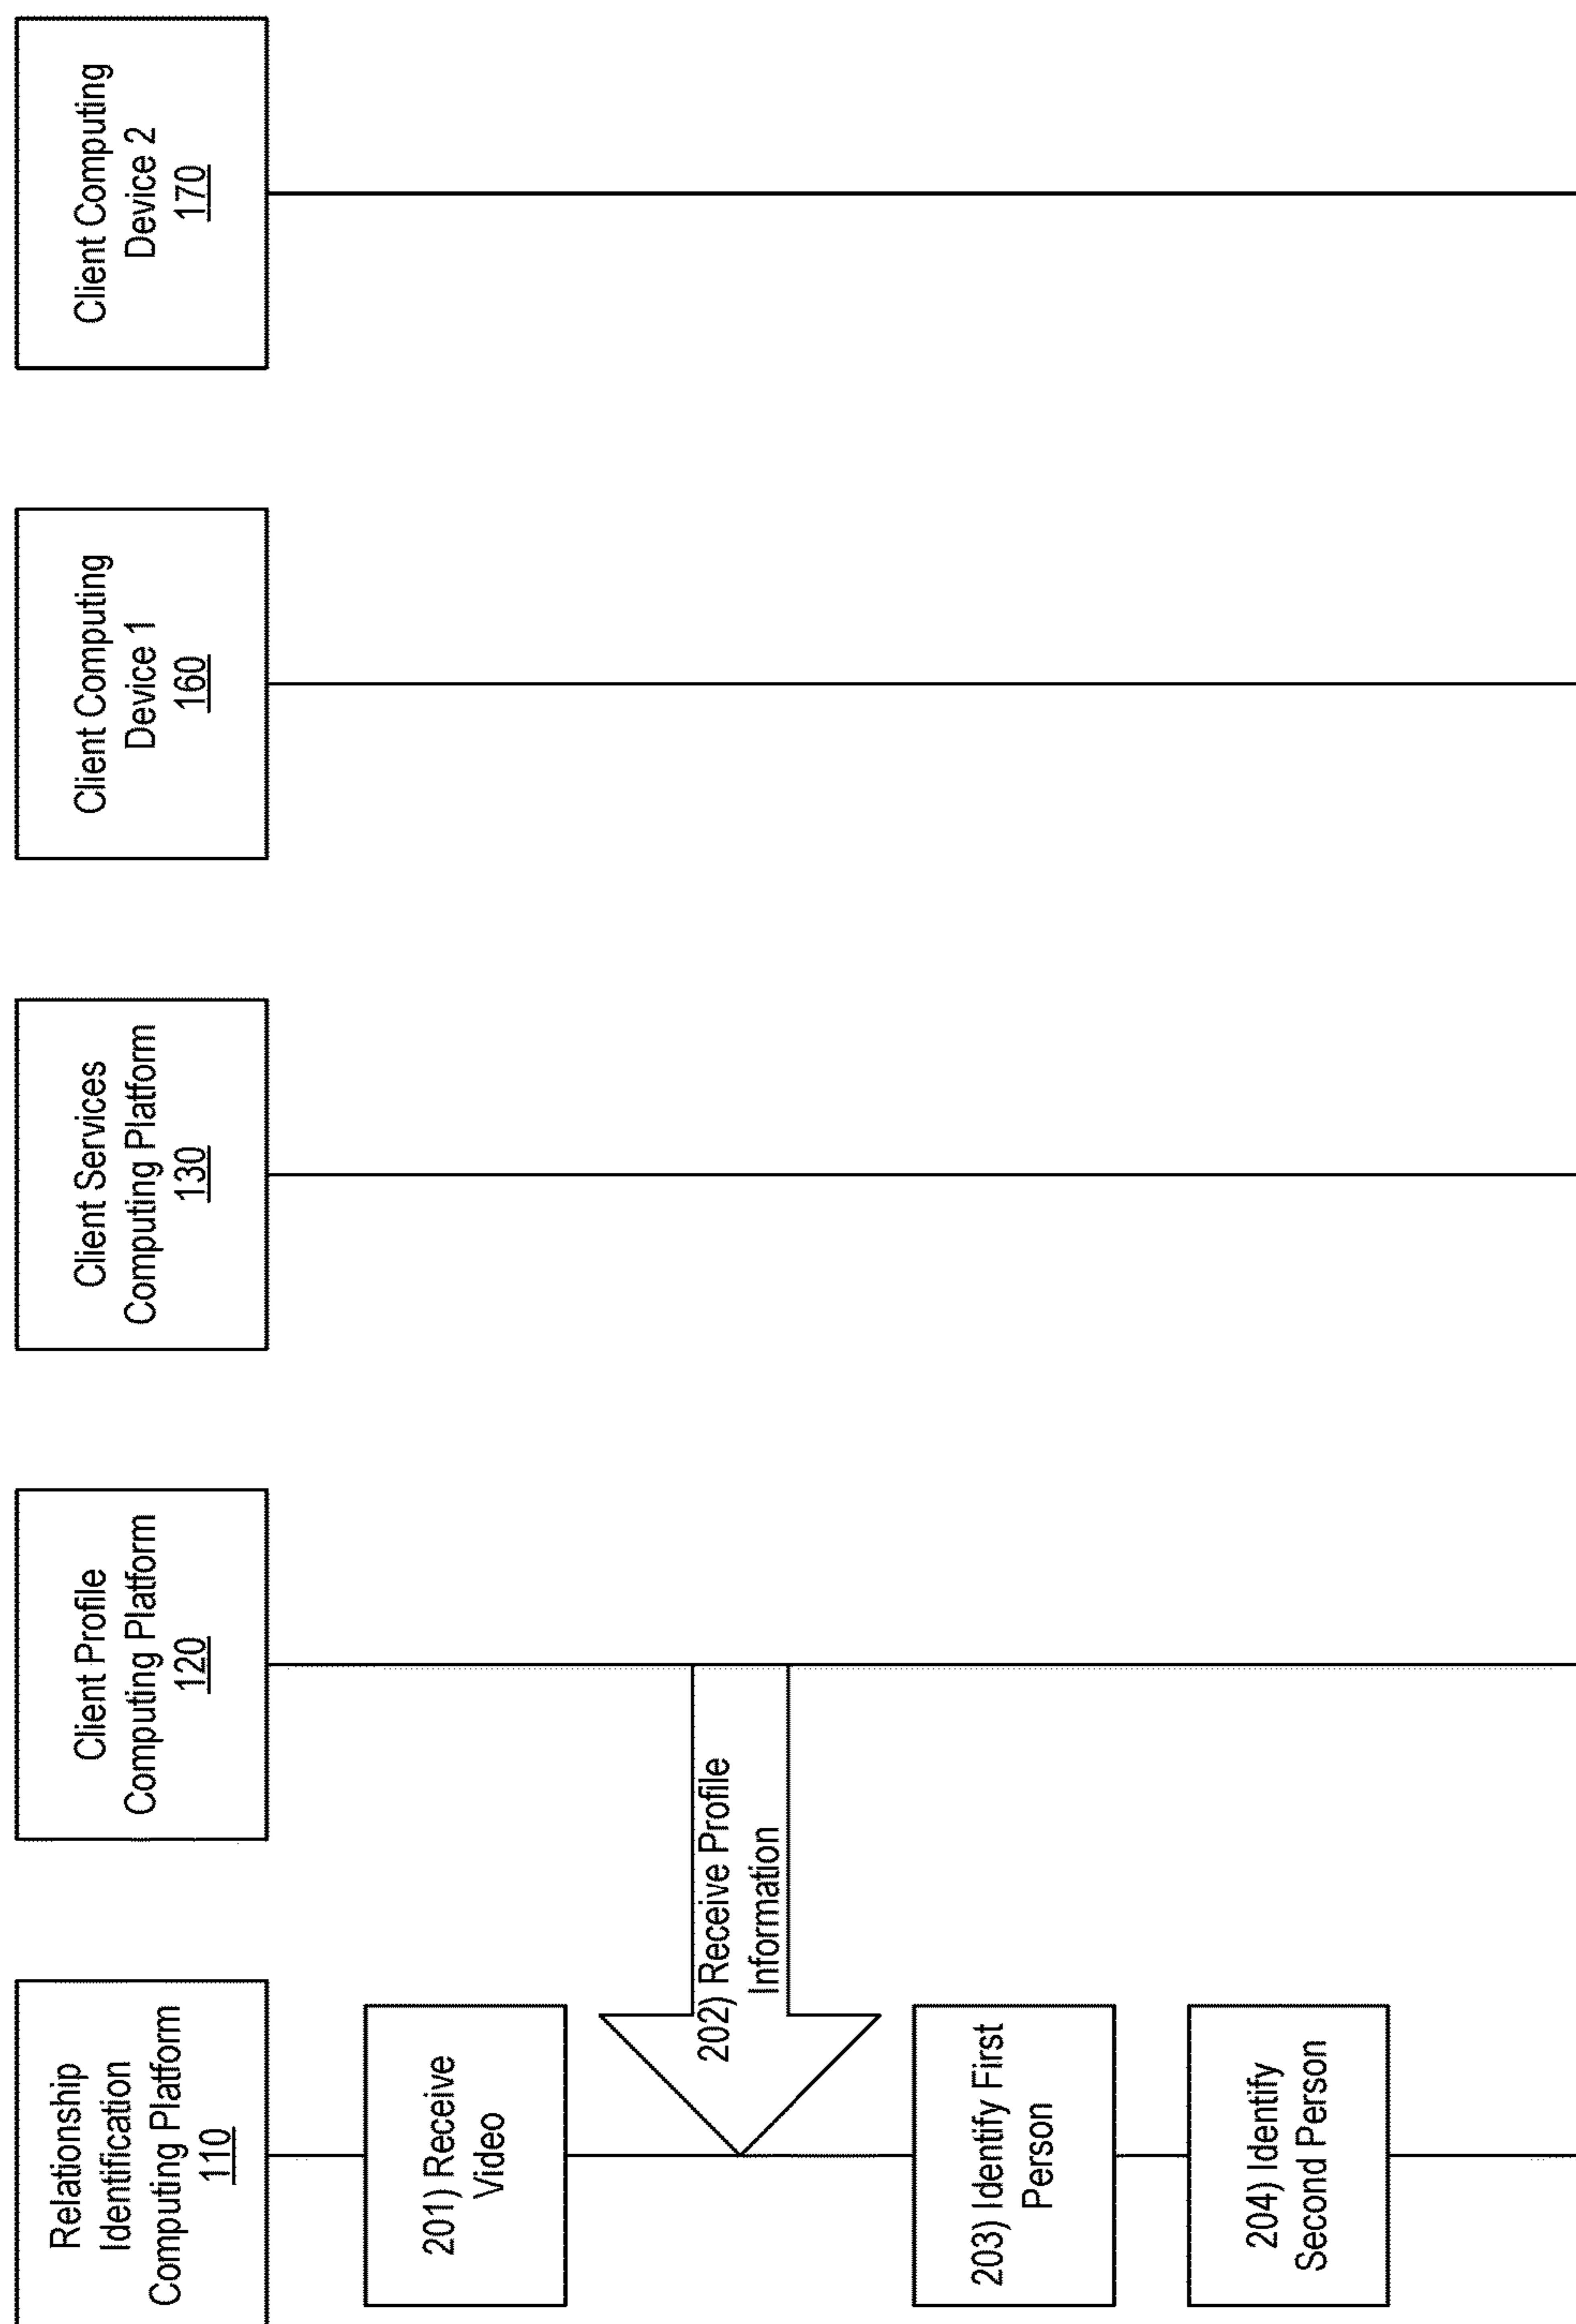 Relationship
Identification
Computing Platform
110
Client Profile
Computing Platform
120
Client Services
Computing Platform
130
Client Computing
Device 1
160
Client Computing
Device 2
170
201) Receive
Video
202) Receive Profile
Information
203) Identify First
Person
204) Identify
Second Person